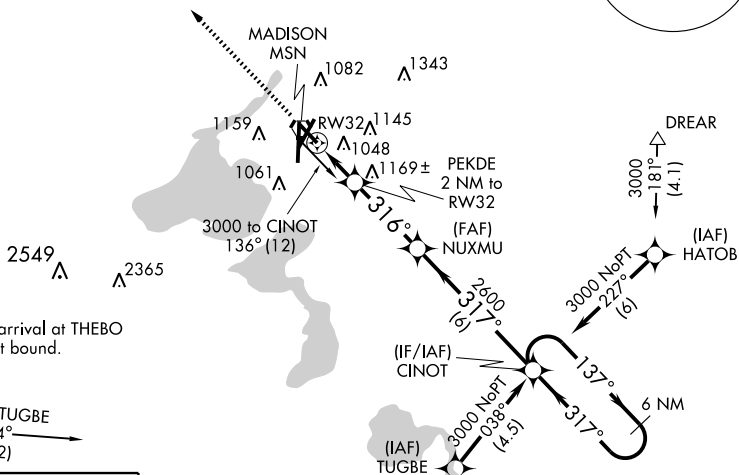 MADISON
MSN
1082
1343
1159
RW32
1145
1048
DREAR
1061
1169±
PEKDE
2 NM to
RW32
3000
181°
(4.1)
3000 to CINOT
136° (12)
316°
(FAF)
NUXMU
(IAF)
HATOB
2549
2365
3000 NoPT
227°
(6)
2600
317°
(6)
arrival at THEBO
t bound.
(IF/IAF)
CINOT
137°
6 NM
317°
TUGBE
4°
2)
3000 NoPT
038°
(4.5)
(IAF)
TUGBE